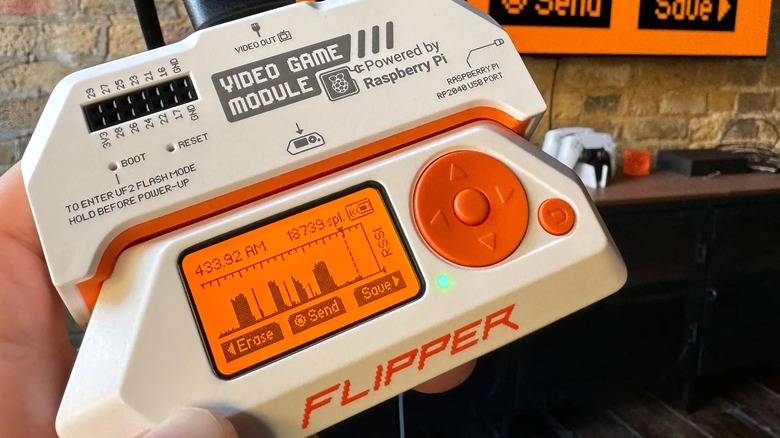 Send
Save
VIDEO OUT
VIDEO GAME
MODULE
Powered by
Raspberry Pi
RASPBERRY PI
RP2040 USB PORT
29 27 25 23 21 16 GND
3V3 28 26 24 22 17 GND
BOOT
RESET
TO ENTER UF2 FLASH MODE
HOLD BEFORE POWER-UP
433.92 AM 18739 spl.
RSSI
Erase Send Save
FLIPPER